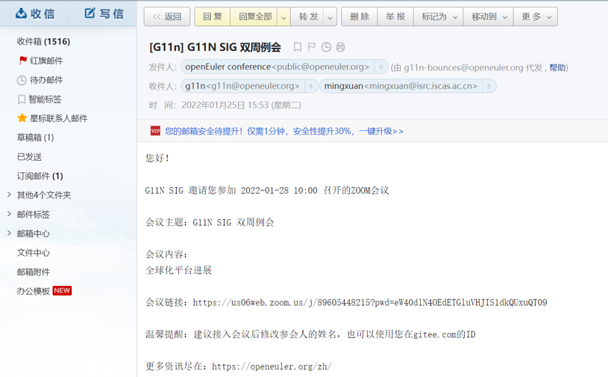 收信 写信
<< 返回 回复 回复全部 转发 删除 举报 标记为 移动到 更多
收件箱 (1516)
红旗邮件
待办邮件
智能标签
星标联系人邮件
草稿箱 (1)
已发送
订阅邮件 (1)
其他4个文件夹
邮件标签
邮箱中心
文件中心
邮箱附件
办公模板 NEW
[G11n] G11N SIG 双周例会
发件人： openEuler conference<public@openeuler.org> + (由 g11n-bounces@openeuler.org 代发 , 帮助)
收件人： g11n<g11n@openeuler.org> + mingxuan<mingxuan@isrc.iscas.ac.cn> +
时 间： 2022年01月25日 15:53 (星期二)
VIP 您的邮箱安全待提升！仅需1分钟，安全性提升30%，一键升级>>
您好！
G11N SIG 邀请您参加 2022-01-28 10:00 召开的ZOOM会议
会议主题：G11N SIG 双周例会
会议内容：
全球化平台进展
会议链接：https://us06web.zoom.us/j/89605448215?pwd=eW40dlN4OEdETGluVHJIS1dkQUxuQT09
温馨提醒：建议接入会议后修改参会人的姓名，也可以使用您在gitee.com的ID
更多资讯尽在：https://openeuler.org/zh/